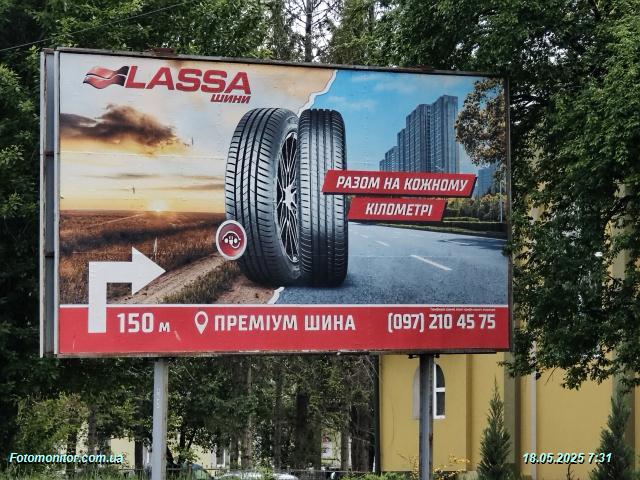 LASSA
ШИНИ
РАЗОМ НА КОЖНОМУ
КІЛОМЕТРІ
150 м ПРЕМІУМ ШИНА (097) 210 45 75
Fotomonitor.com.ua
18.05.2025 7:31